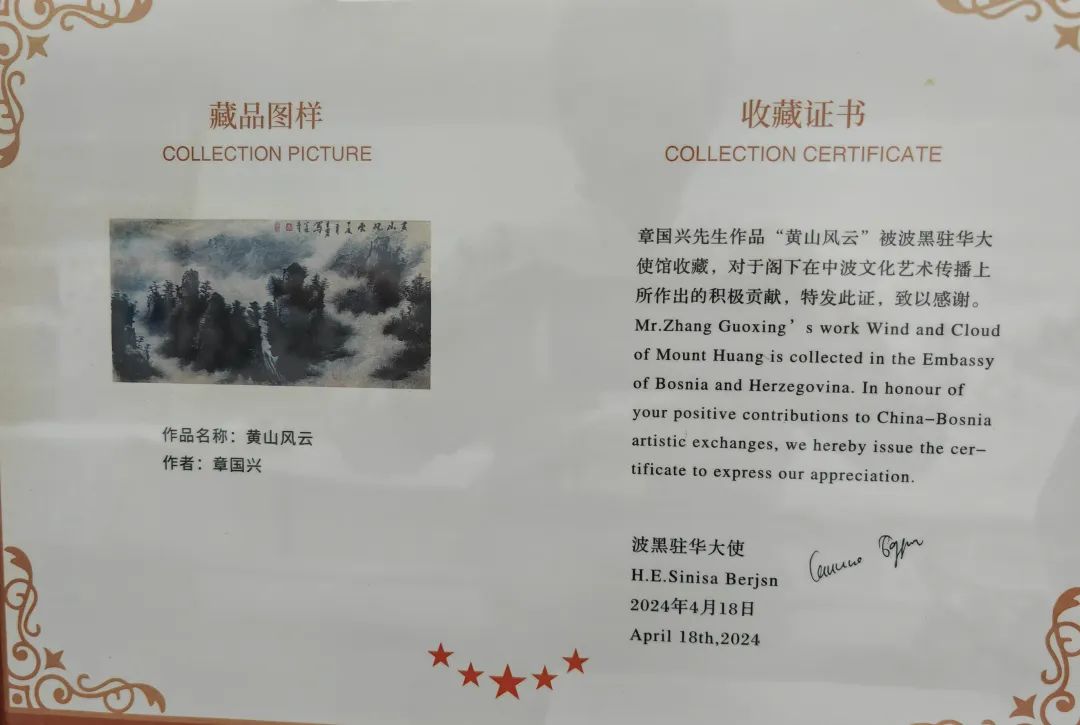 藏品图样
COLLECTION PICTURE
作品名称：黄山风云
作者：章国兴
收藏证书
COLLECTION CERTIFICATE
章国兴先生作品“黄山风云”被波黑驻华大
使馆收藏，对于阁下在中波文化艺术传播上
所作出的积极贡献，特发此证，致以感谢。
Mr.Zhang Guoxing’s work Wind and Cloud
of Mount Huang is collected in the Embassy
of Bosnia and Herzegovina. In honour of
your positive contributions to China-Bosnia
artistic exchanges, we hereby issue the cer-
tificate to express our appreciation.
波黑驻华大使
H.E.Sinisa Berjsn
2024年4月18日
April 18th,2024